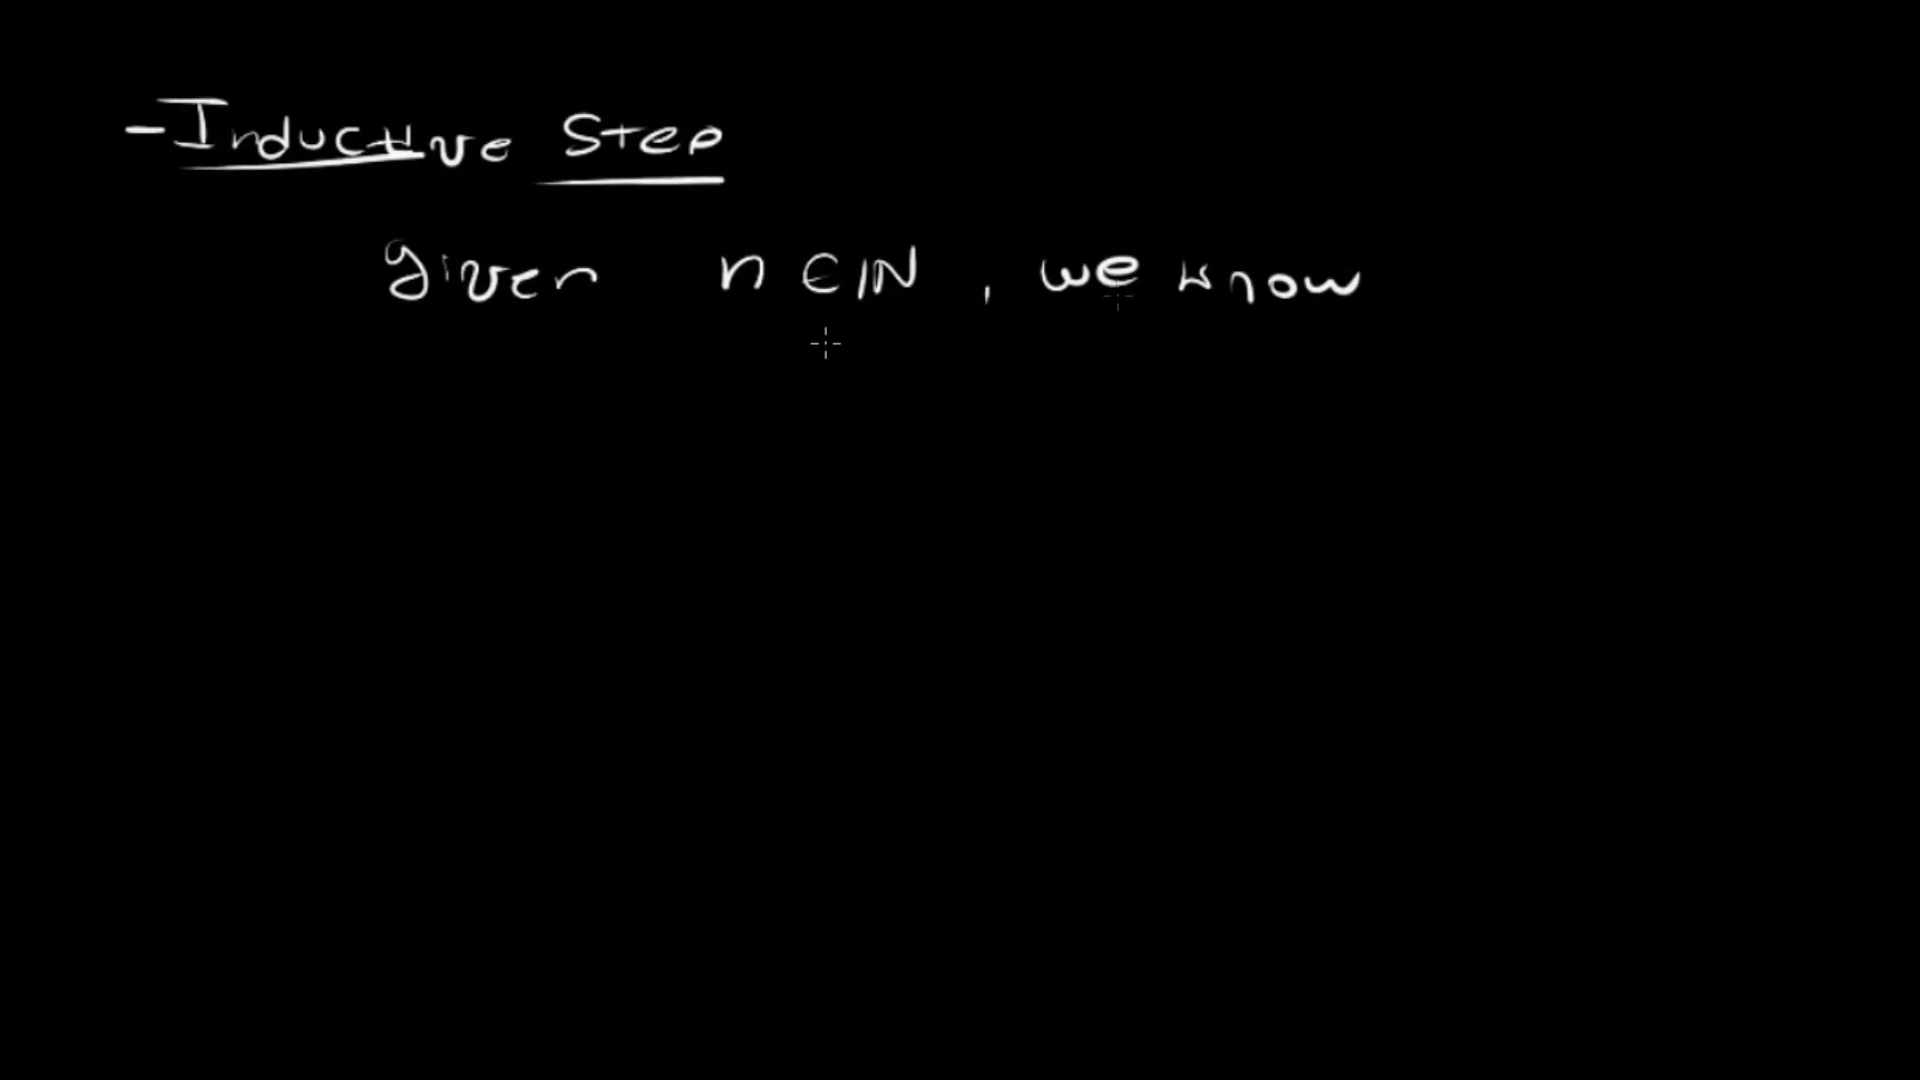 - Inductive Step
given n ∈ ℕ , we know